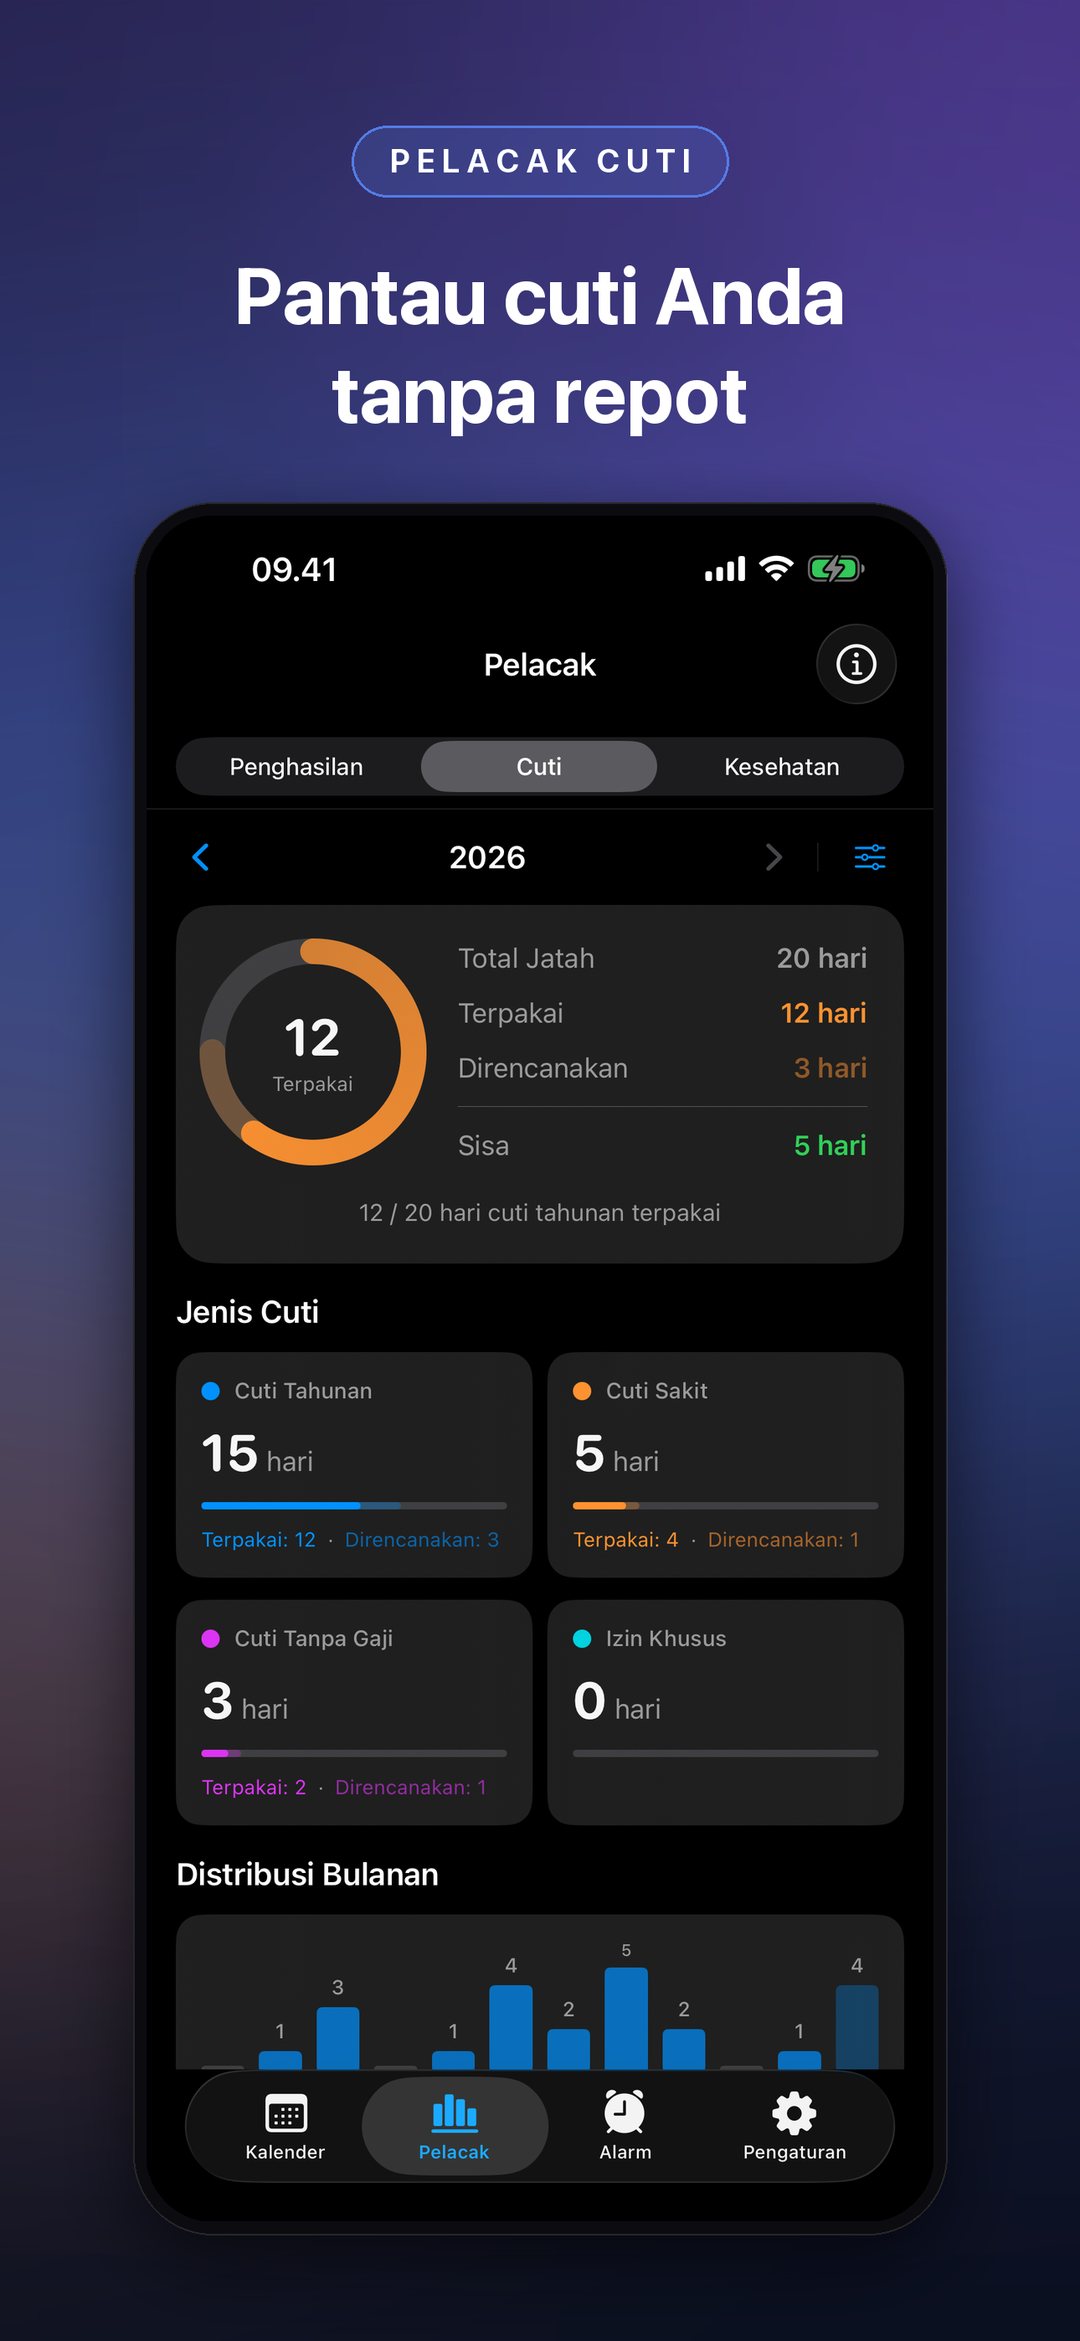 PELACAK CUTI
Pantau cuti Anda
tanpa repot
09.41
Pelacak
Penghasilan
Cuti
Kesehatan
2026
12
Terpakai
Total Jatah 20 hari
Terpakai 12 hari
Direncanakan 3 hari
Sisa 5 hari
12 / 20 hari cuti tahunan terpakai
Jenis Cuti
Cuti Tahunan
15 hari
Terpakai: 12 · Direncanakan: 3
Cuti Sakit
5 hari
Terpakai: 4 · Direncanakan: 1
Cuti Tanpa Gaji
3 hari
Terpakai: 2 · Direncanakan: 1
Izin Khusus
0 hari
Distribusi Bulanan
1 3 1 4 2 5 2 1 4
Kalender
Pelacak
Alarm
Pengaturan